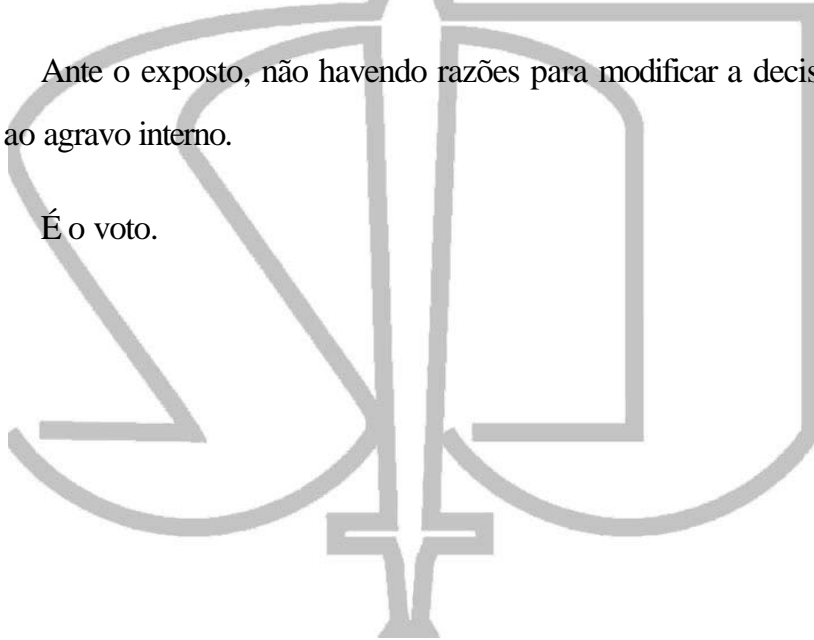 Ante o exposto, não havendo razões para modificar a decis
ao agravo interno.
É o voto.